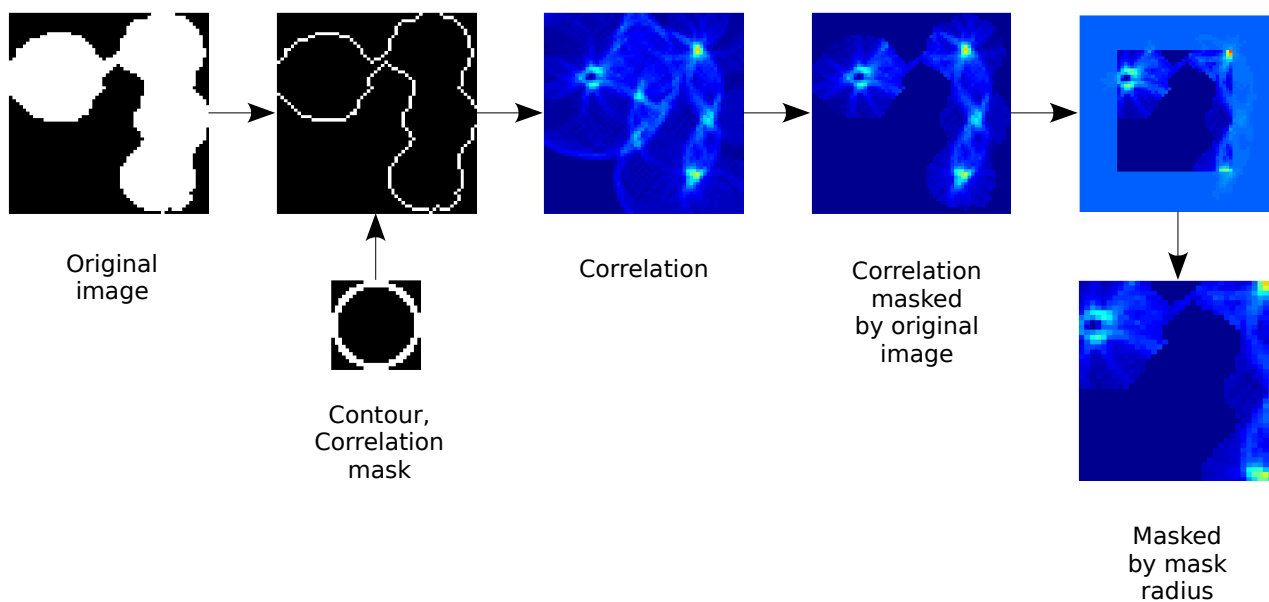 Original
image
Contour,
Correlation
mask
Correlation
Correlation
masked
by original
image
Masked
by mask
radius